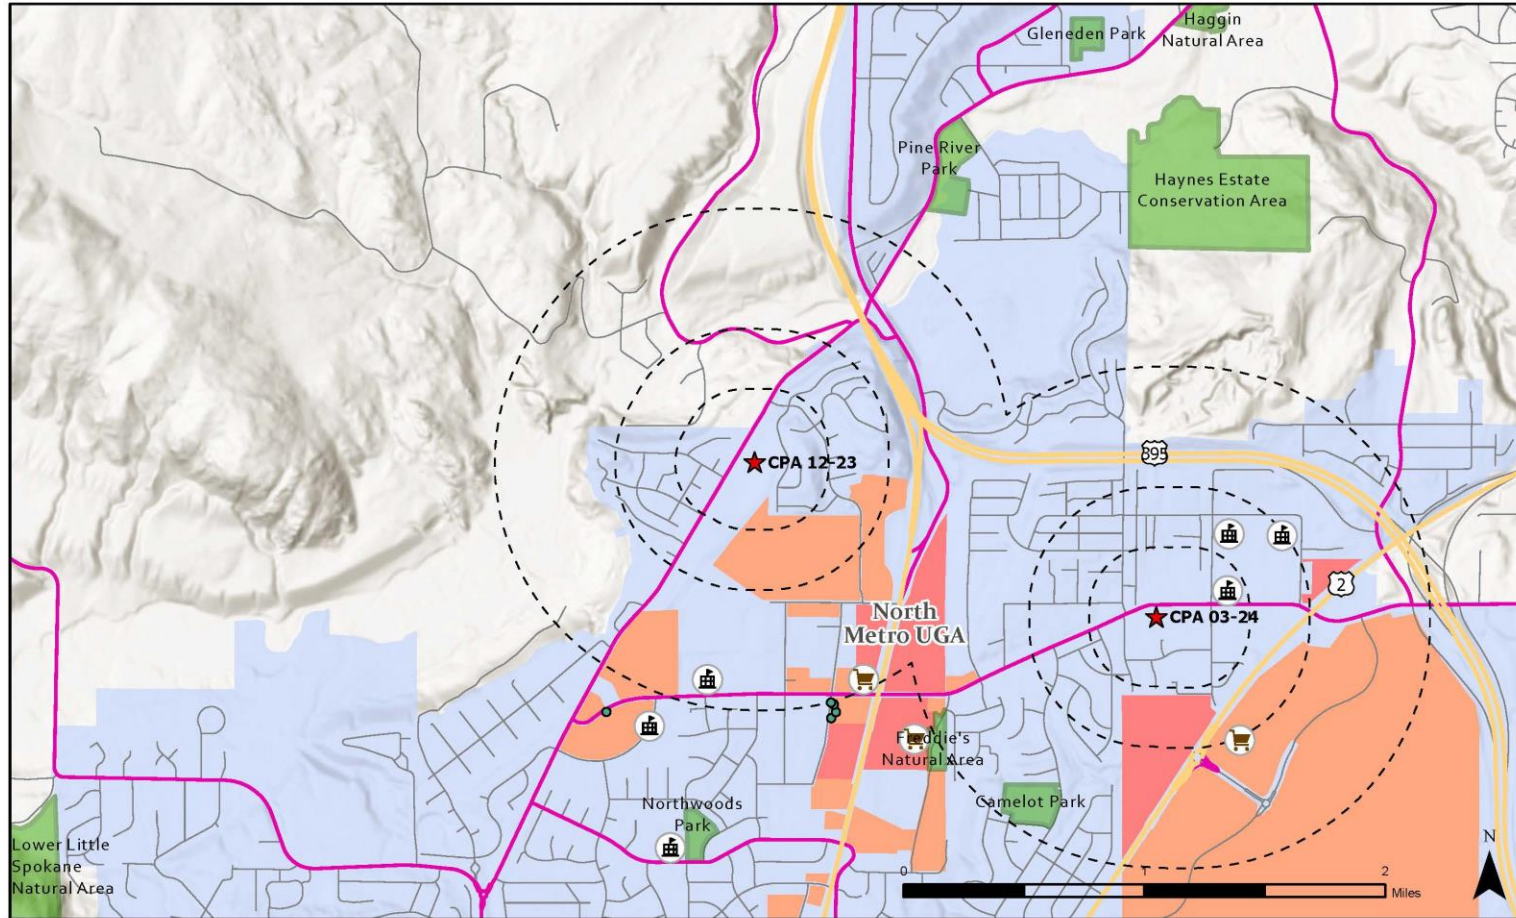 Gleneden Park
Haggin
Natural Area
Pine River
Park
Haynes Estate
Conservation Area
395
CPA 12-23
2
North
Metro UGA
CPA 03-24
Freddie's
Natural Area
Northwoods
Park
Camelot Park
Lower Little
Spokane
Natural Area
N
0
1
2
Miles